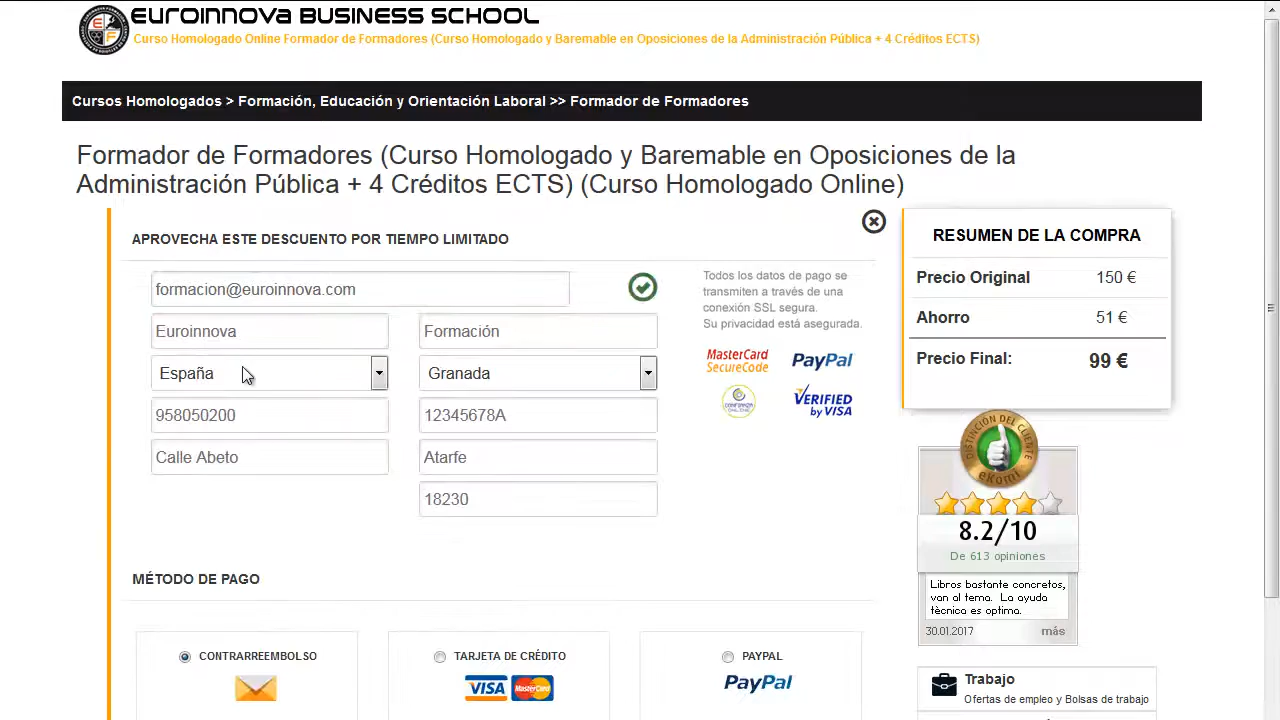 EUROINNOVA BUSINESS SCHOOL
Curso Homologado Online Formador de Formadores (Curso Homologado y Baremable en Oposiciones de la Administración Pública + 4 Créditos ECTS)
Cursos Homologados > Formación, Educación y Orientación Laboral >> Formador de Formadores
Formador de Formadores (Curso Homologado y Baremable en Oposiciones de la
Administración Pública + 4 Créditos ECTS) (Curso Homologado Online)
APROVECHA ESTE DESCUENTO POR TIEMPO LIMITADO
formacion@euroinnova.com
Euroinnova
Formación
España
Granada
958050200
12345678A
Calle Abeto
Atarfe
18230
Todos los datos de pago se
transmiten a través de una
conexión SSL segura.
Su privacidad está asegurada.
MasterCard
SecureCode
PayPal
CONFIANZA
ONLINE
VERIFIED
by VISA
MÉTODO DE PAGO
CONTRARREEMBOLSO
TARJETA DE CRÉDITO
VISA
MasterCard
PAYPAL
PayPal
RESUMEN DE LA COMPRA
Precio Original 150 €
Ahorro 51 €
Precio Final: 99 €
DISTINCIÓN DEL CLIENTE
eKomi
8.2/10
De 613 opiniones
Libros bastante concretos,
van al tema. La ayuda
tècnica es optima.
30.01.2017 más
Trabajo
Ofertas de empleo y Bolsas de trabajo